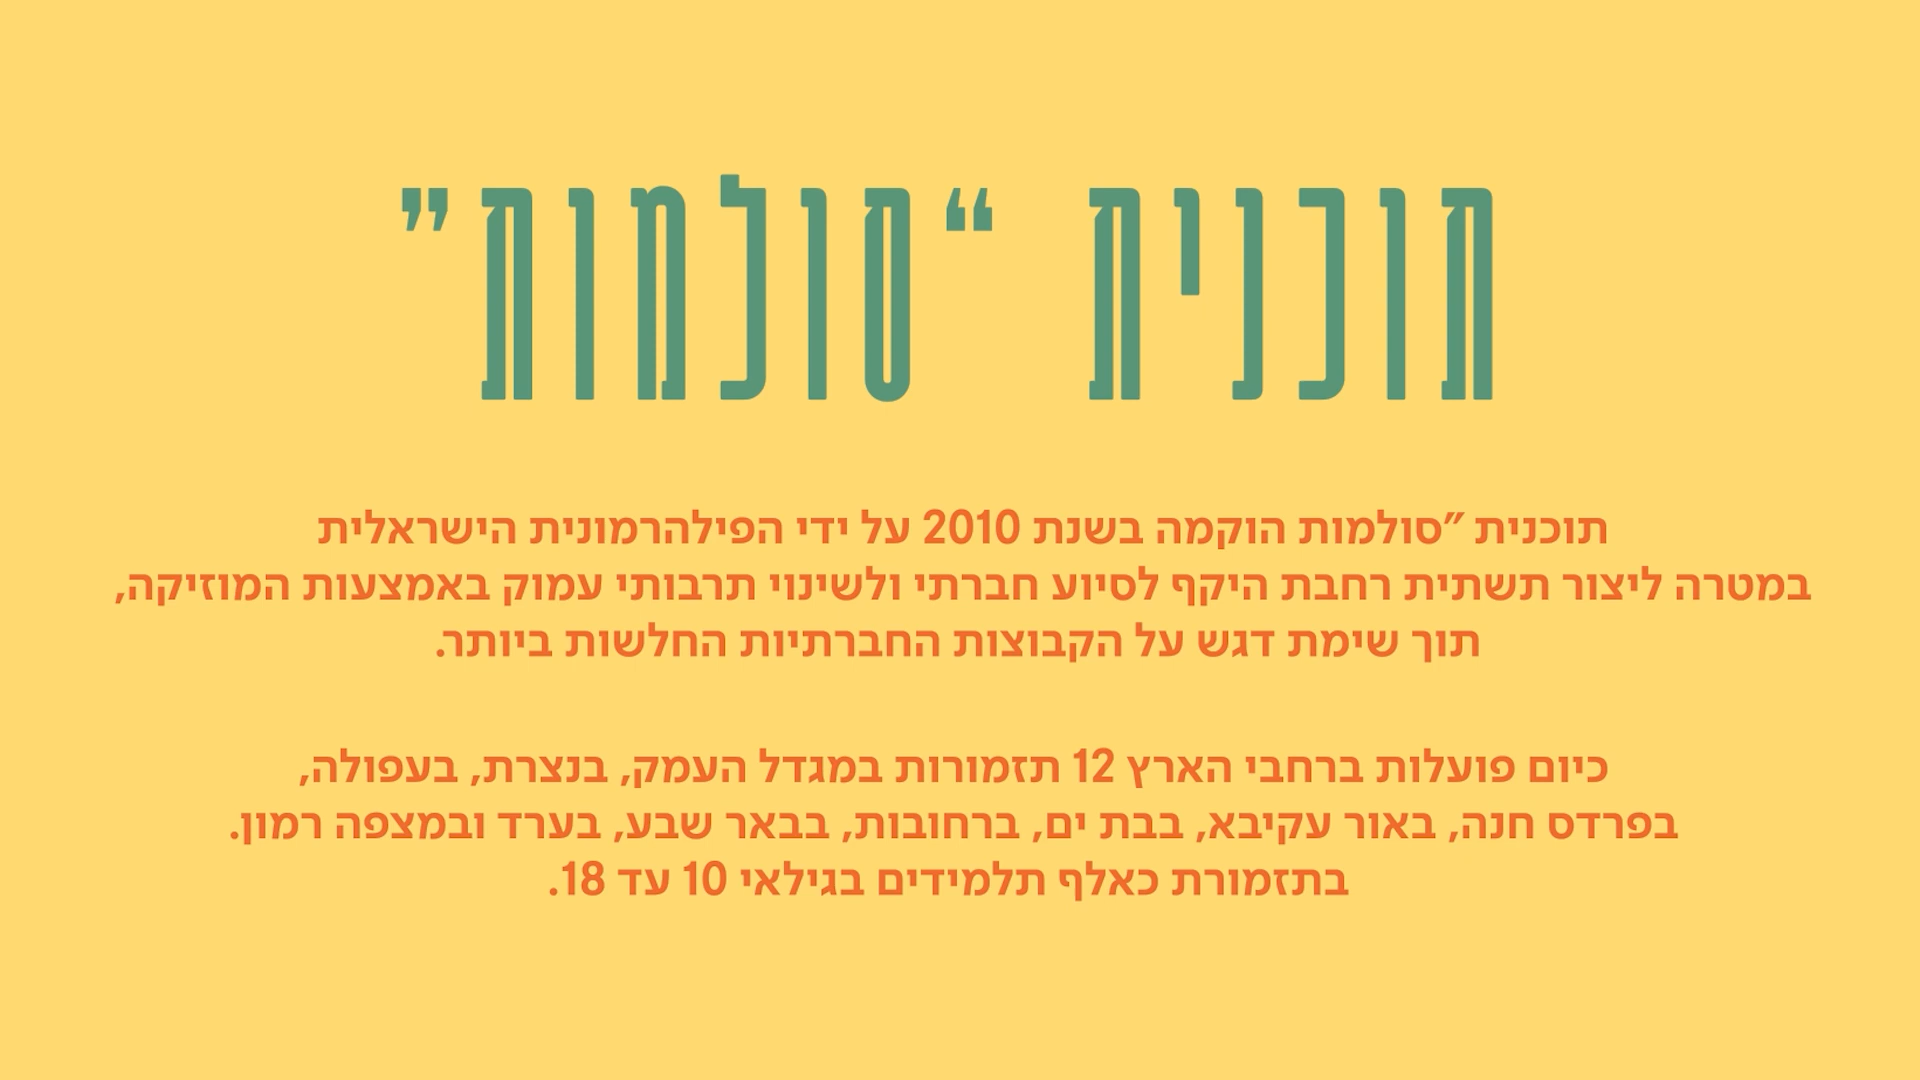 תוכנית “סולמות”
תוכנית ״סולמות הוקמה בשנת 2010 על ידי הפילהרמונית הישראלית
במטרה ליצור תשתית רחבת היקף לסיוע חברתי ולשינוי תרבותי עמוק באמצעות המוזיקה,
תוך שימת דגש על הקבוצות החברתיות החלשות ביותר.
כיום פועלות ברחבי הארץ 12 תזמורות במגדל העמק, בנצרת, בעפולה,
בפרדס חנה, באור עקיבא, בבת ים, ברחובות, בבאר שבע, בערד ובמצפה רמון.
בתזמורת כאלף תלמידים בגילאי 10 עד 18.